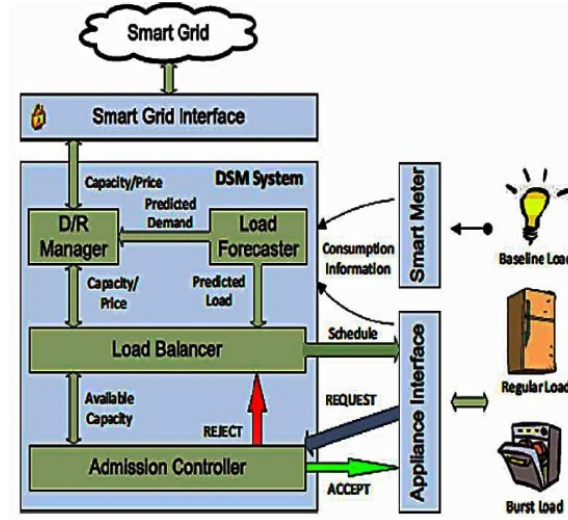 Smart Grid
Smart Grid Interface
Capacity/Price
DSM System
D/R
Manager
Predicted
Demand
Load
Forecaster
Consumption
Information
Smart Meter
Baseline Load
Capacity/
Price
Predicted
Load
Load Balancer
Schedule
Appliance Interface
Regular Load
Available
Capacity
REJECT
REQUEST
Admission Controller
ACCEPT
Burst Load